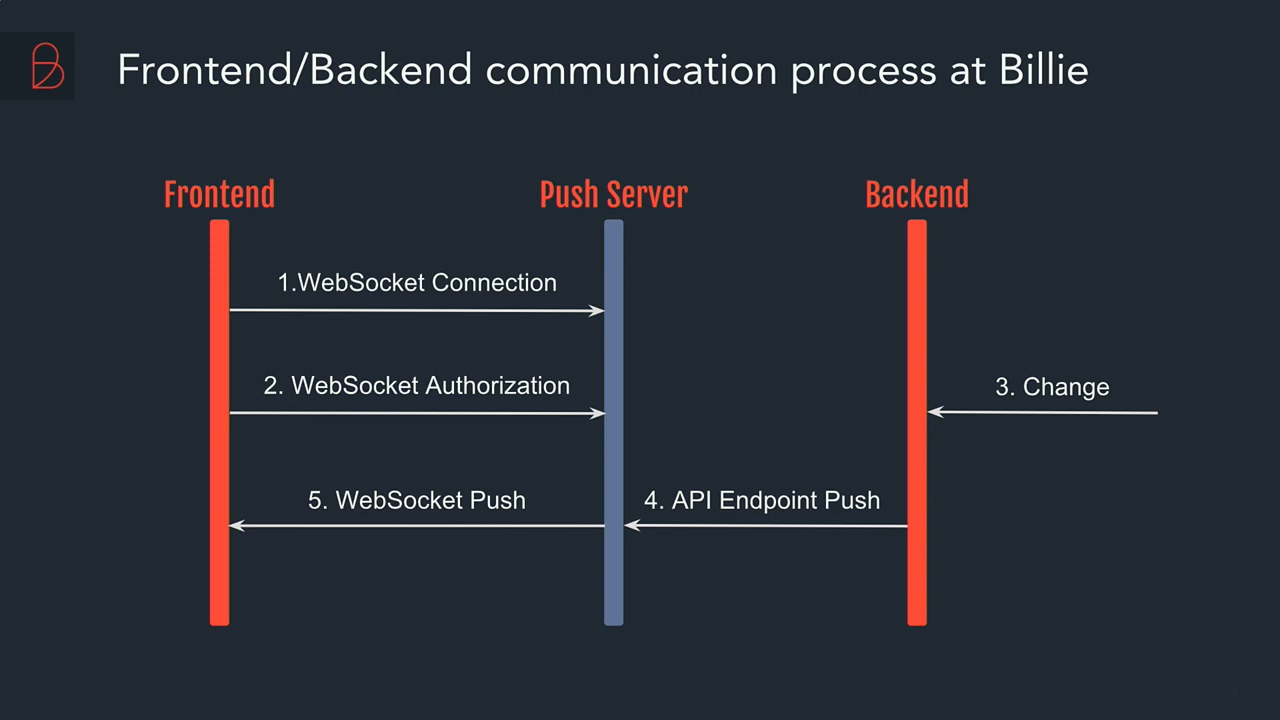 Frontend/Backend communication process at Billie
Frontend
Push Server
Backend
1.WebSocket Connection
2. WebSocket Authorization
3. Change
5. WebSocket Push
4. API Endpoint Push